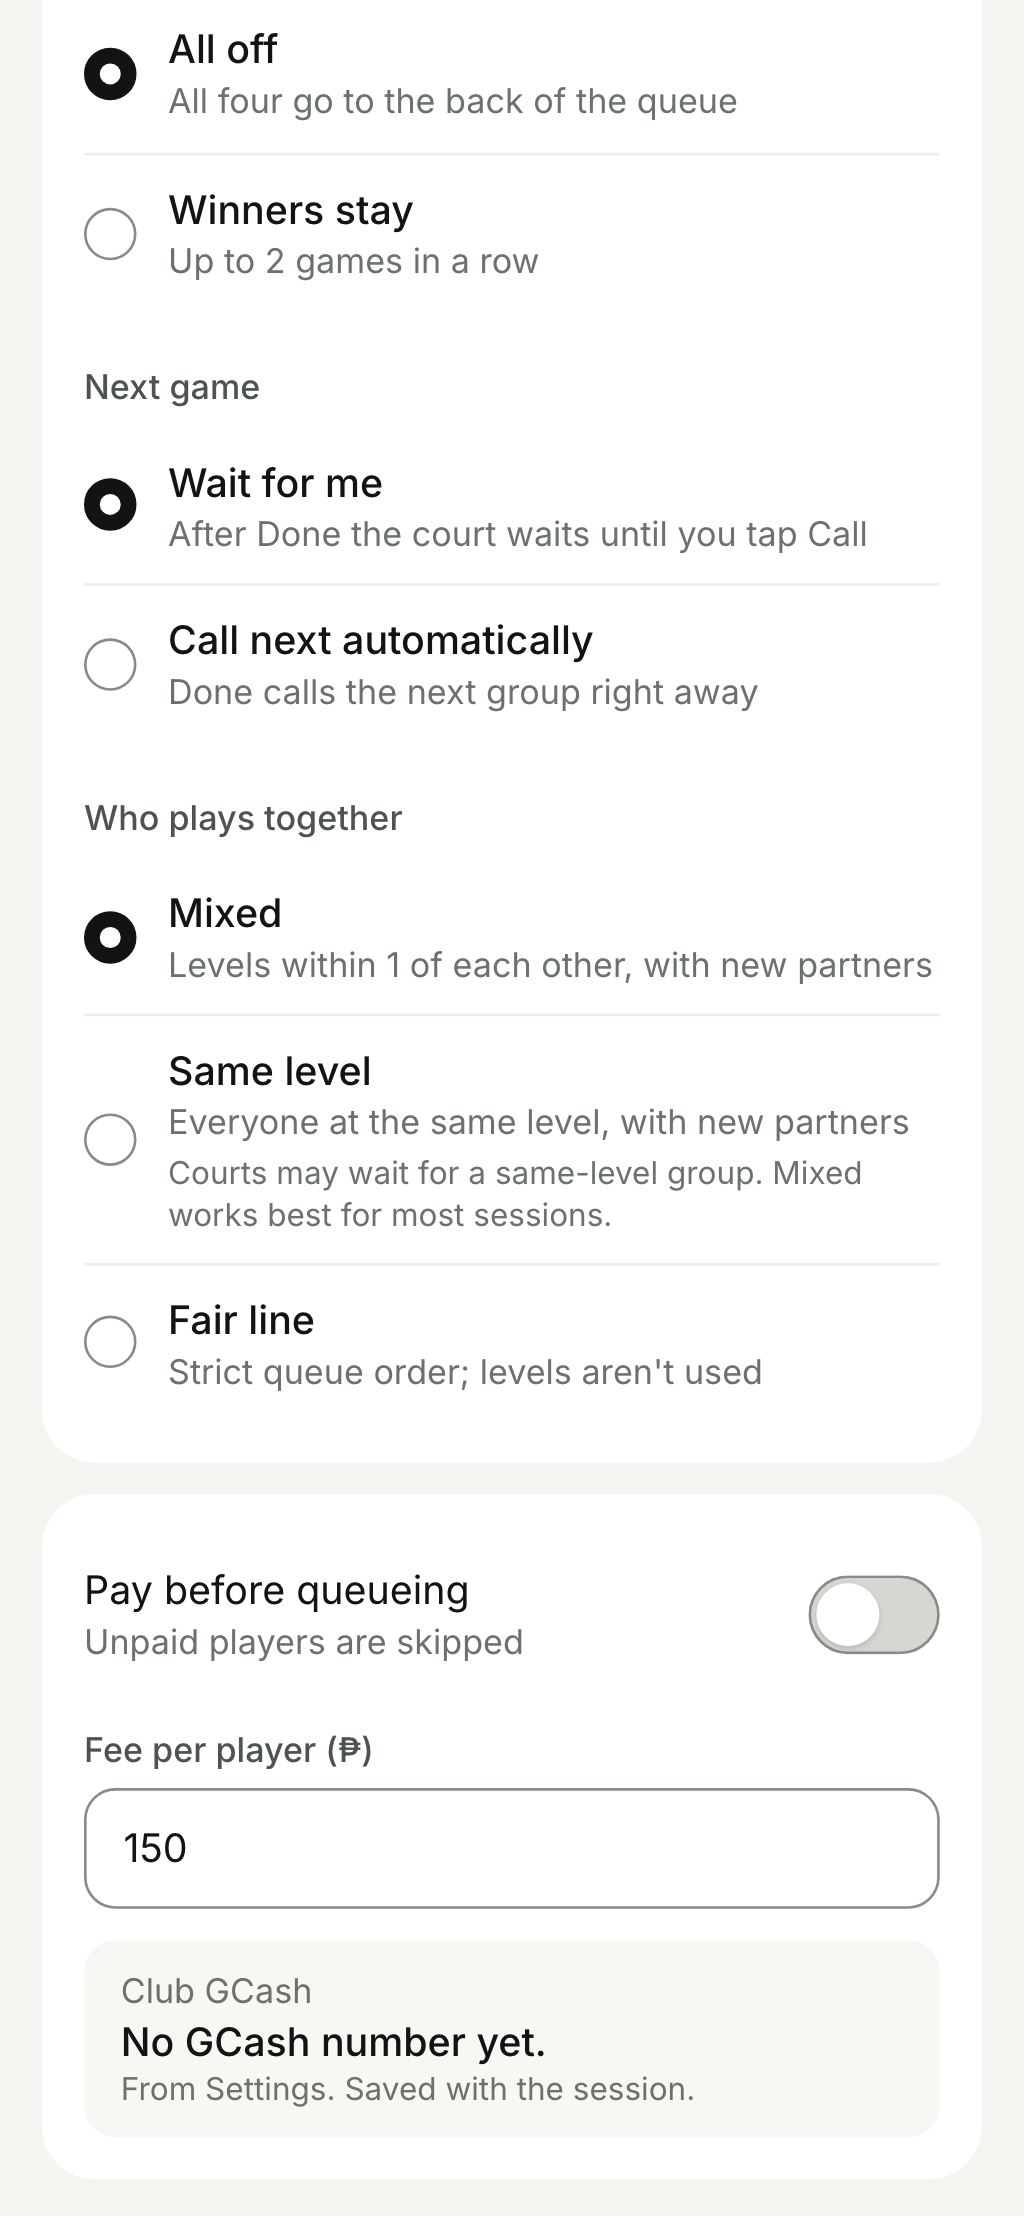 All off
All four go to the back of the queue
Winners stay
Up to 2 games in a row
Next game
Wait for me
After Done the court waits until you tap Call
Call next automatically
Done calls the next group right away
Who plays together
Mixed
Levels within 1 of each other, with new partners
Same level
Everyone at the same level, with new partners
Courts may wait for a same-level group. Mixed
works best for most sessions.
Fair line
Strict queue order; levels aren't used
Pay before queueing
Unpaid players are skipped
Fee per player (₱)
150
Club GCash
No GCash number yet.
From Settings. Saved with the session.